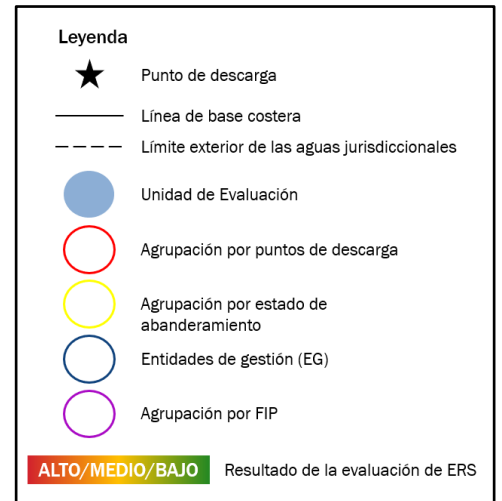 Leyenda
Punto de descarga
Línea de base costera
Límite exterior de las aguas jurisdiccionales
Unidad de Evaluación
Agrupación por puntos de descarga
Agrupación por estado de
abanderamiento
Entidades de gestión (EG)
Agrupación por FIP
ALTO/MEDIO/BAJO Resultado de la evaluación de ERS